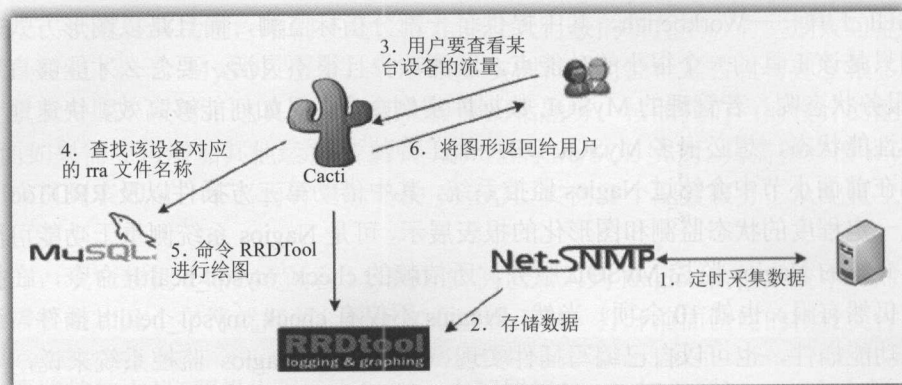 3. 用户要查看某
台设备的流量
4. 查找该设备对应
的 rra 文件名称
6. 将图形返回给用户
Cacti
MySQL
5. 命令 RRDTool
进行绘图
Net-SNMP
1. 定时采集数据
2. 存储数据
RRDtool
logging & graphing